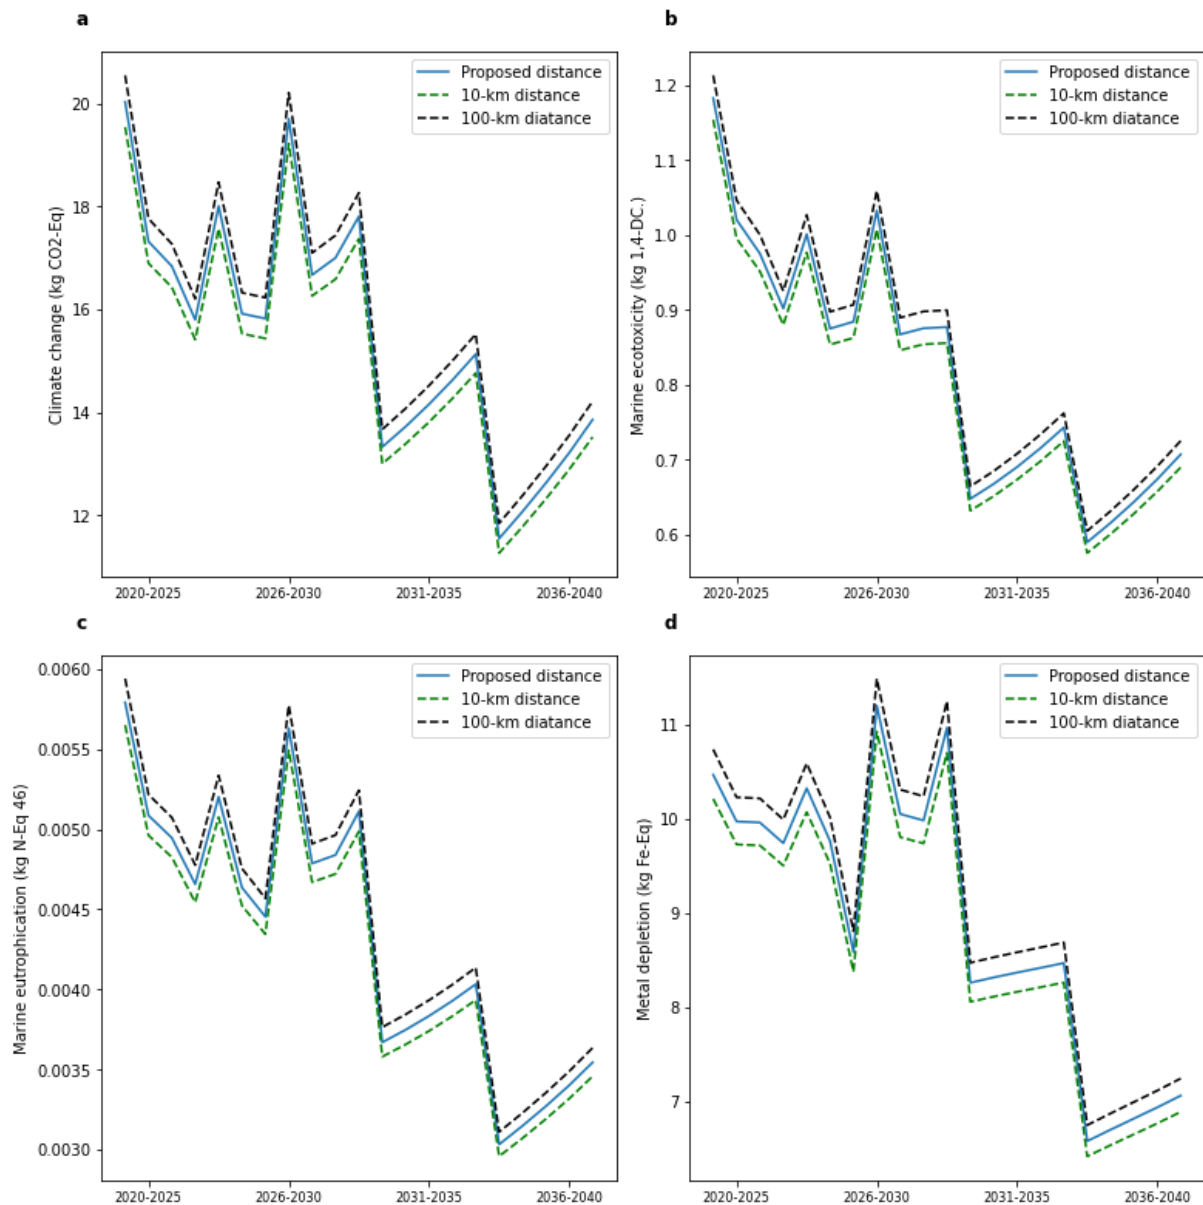 a
Climate change (kg CO2-Eq)
20
18
16
14
12
Proposed distance
10-km distance
100-km diatance
2020-2025
2026-2030
2031-2035
2036-2040
b
Marine ecotoxicity (kg 1,4-DC.)
1.2
1.1
1.0
0.9
0.8
0.7
0.6
Proposed distance
10-km distance
100-km diatance
2020-2025
2026-2030
2031-2035
2036-2040
c
Marine eutrophication (kg N-Eq 46)
0.0060
0.0055
0.0050
0.0045
0.0040
0.0035
0.0030
Proposed distance
10-km distance
100-km diatance
2020-2025
2026-2030
2031-2035
2036-2040
d
Metal depletion (kg Fe-Eq)
11
10
9
8
7
Proposed distance
10-km distance
100-km diatance
2020-2025
2026-2030
2031-2035
2036-2040